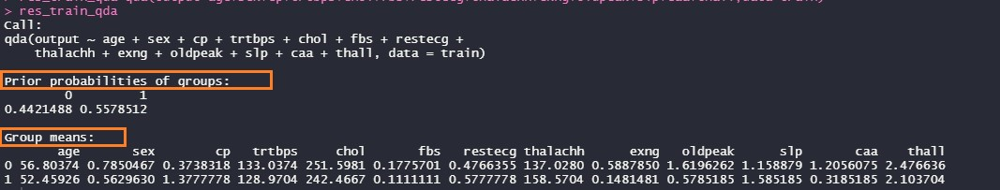 > res_train_qda
Call:
qda(output ~ age + sex + cp + trtbps + chol + fbs + restecg +
thalachh + exng + oldpeak + slp + caa + thall, data = train)
Prior probabilities of groups:
0 1
0.4421488 0.5578512
Group means:
age sex cp trtbps chol fbs restecg thalachh exng oldpeak slp caa thall
0 56.80374 0.7850467 0.3738318 133.0374 251.5981 0.1775701 0.4766355 137.0280 0.5887850 1.6196262 1.158879 1.2056075 2.476636
1 52.45926 0.5629630 1.3777778 128.9704 242.4667 0.1111111 0.5777778 158.5704 0.1481481 0.5785185 1.585185 0.3185185 2.103704